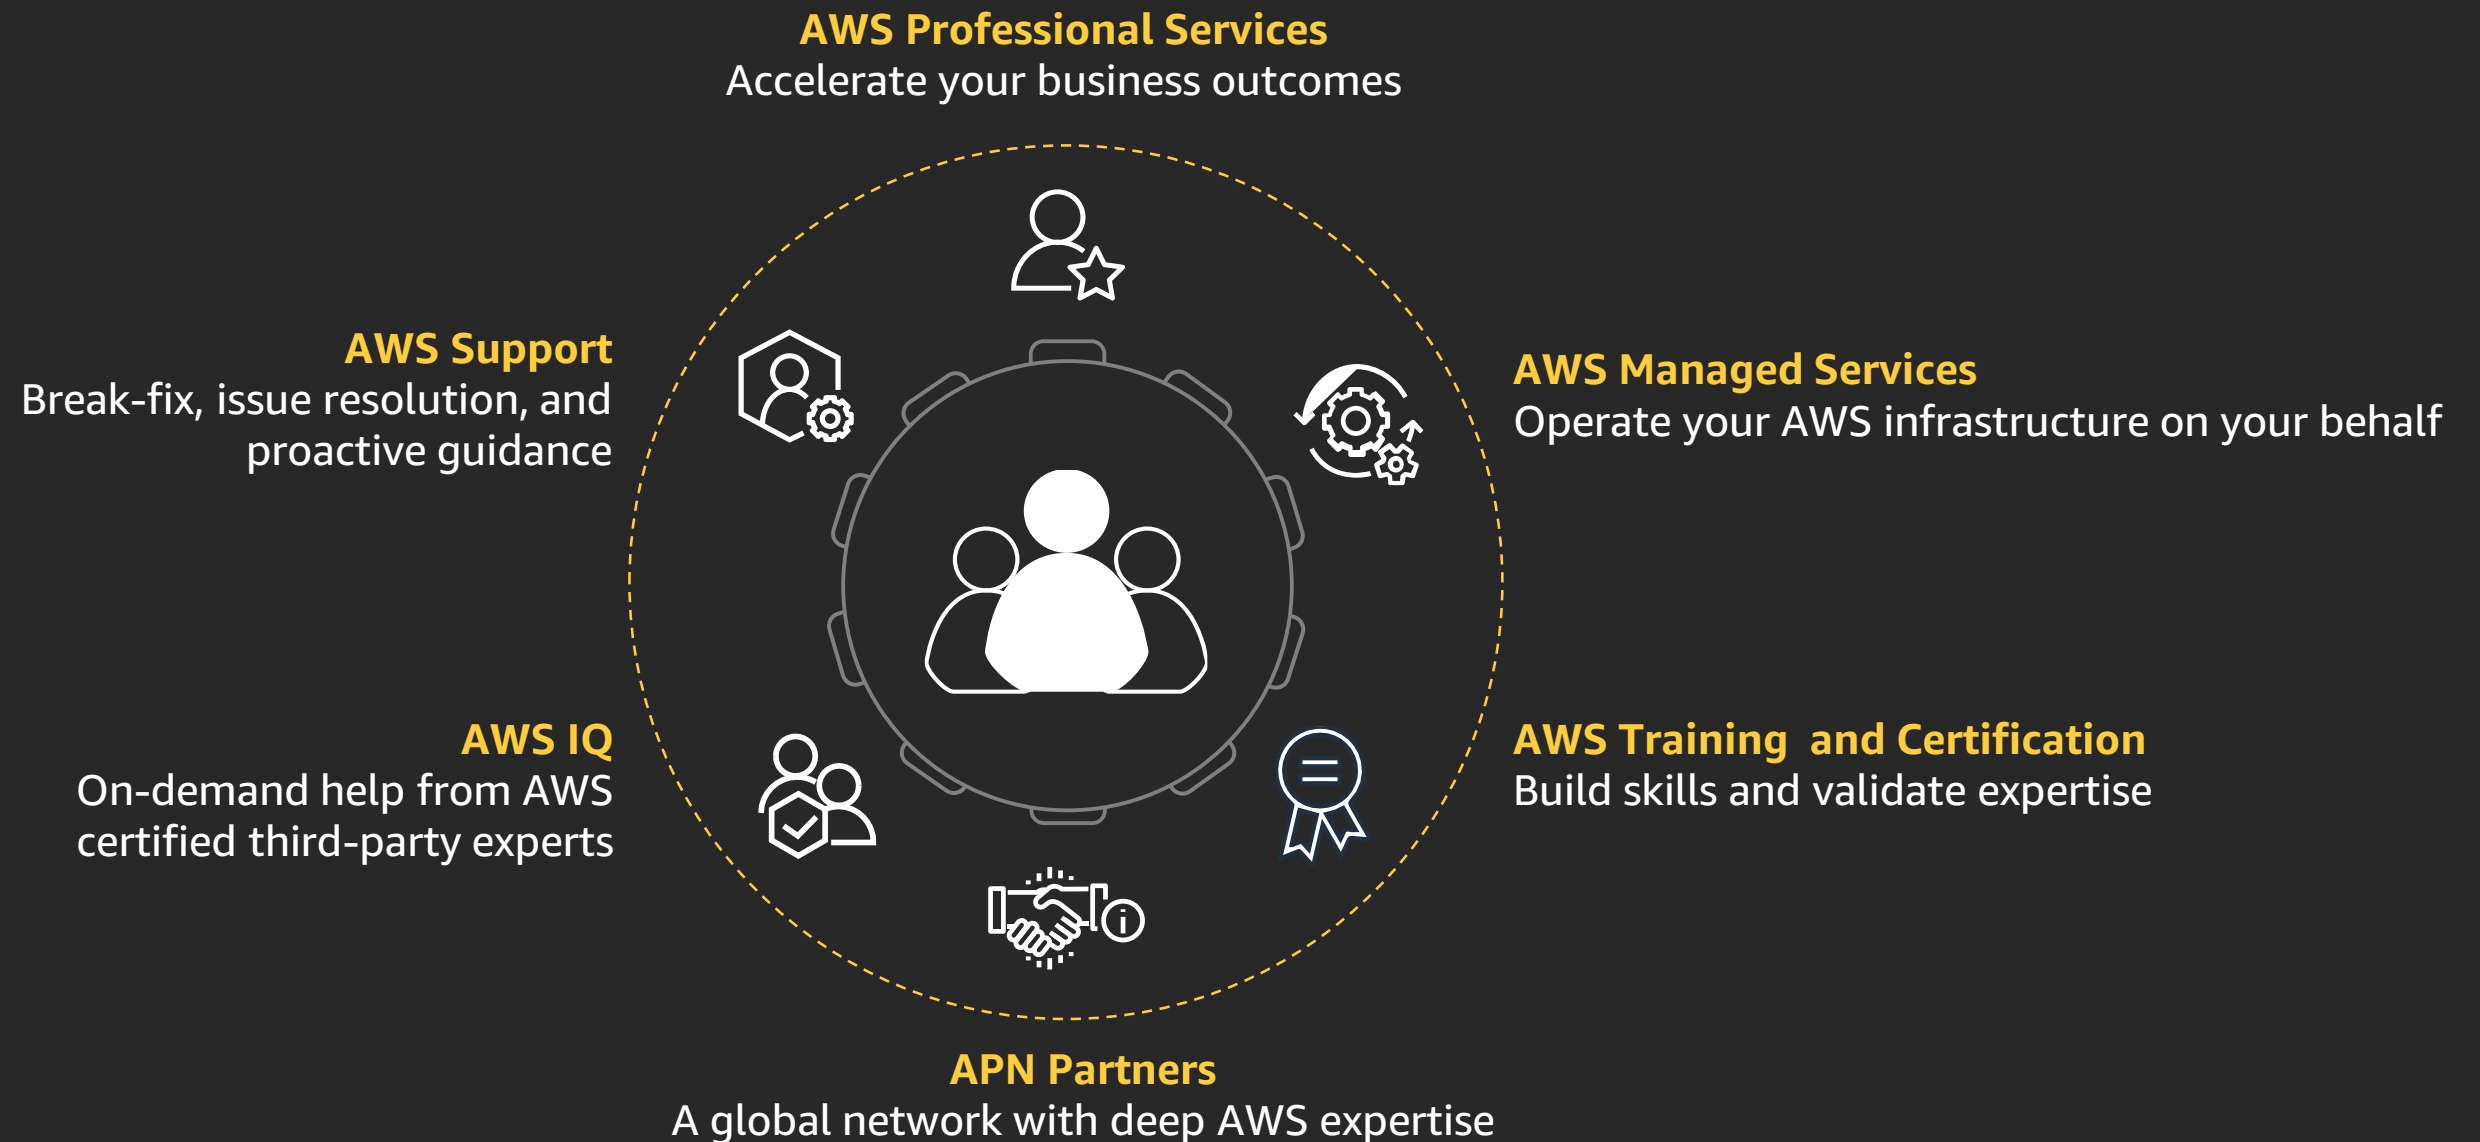 AWS Professional Services
Accelerate your business outcomes
AWS Support
Break-fix, issue resolution, and
proactive guidance
AWS Managed Services
Operate your AWS infrastructure on your behalf
AWS IQ
On-demand help from AWS
certified third-party experts
AWS Training  and Certification
Build skills and validate expertise
APN Partners
A global network with deep AWS expertise